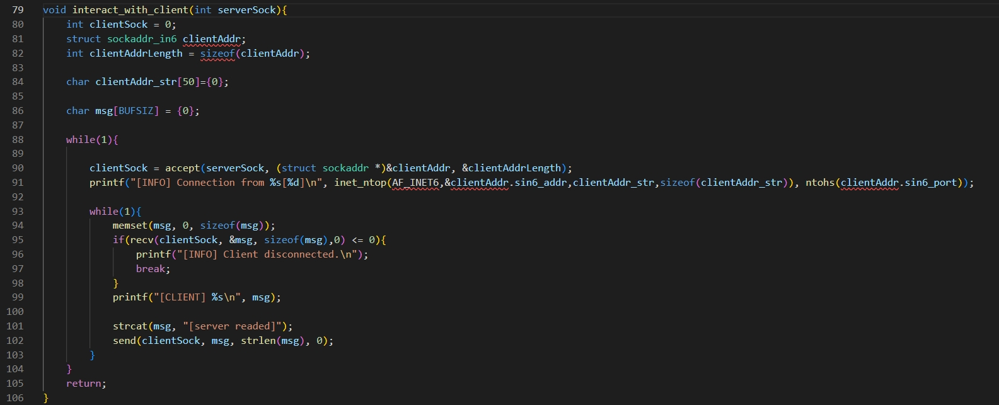 79 void interact_with_client(int serverSock){
80     int clientSock = 0;
81     struct sockaddr_in6 clientAddr;
82     int clientAddrLength = sizeof(clientAddr);
83
84     char clientAddr_str[50]={0};
85
86     char msg[BUFSIZ] = {0};
87
88     while(1){
89
90         clientSock = accept(serverSock, (struct sockaddr *)&clientAddr, &clientAddrLength);
91         printf("[INFO] Connection from %s[%d]\n", inet_ntop(AF_INET6,&clientAddr.sin6_addr,clientAddr_str,sizeof(clientAddr_str)), ntohs(clientAddr.sin6_port));
92
93         while(1){
94             memset(msg, 0, sizeof(msg));
95             if(recv(clientSock, &msg, sizeof(msg),0) <= 0){
96                 printf("[INFO] Client disconnected.\n");
97                 break;
98             }
99             printf("[CLIENT] %s\n", msg);
100
101             strcat(msg, "[server readed]");
102             send(clientSock, msg, strlen(msg), 0);
103         }
104     }
105     return;
106 }